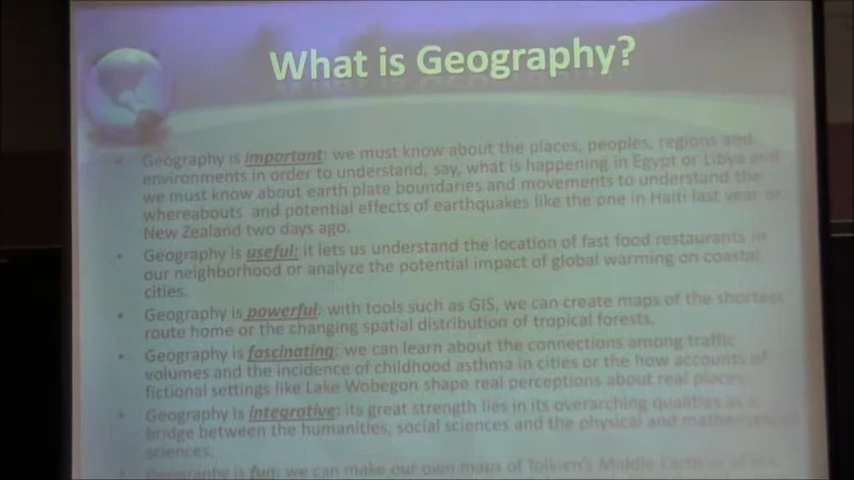 What is Geography?
• Geography is important: we must know about the places, peoples, regions and
environments in order to understand, say, what is happening in Egypt or Libya and
we must know about earth plate boundaries and movements to understand the
whereabouts and potential effects of earthquakes like the one in Haiti last year or
New Zealand two days ago.
• Geography is useful: it lets us understand the location of fast food restaurants in
our neighborhood or analyze the potential impact of global warming on coastal
cities.
• Geography is powerful: with tools such as GIS, we can create maps of the shortest
route home or the changing spatial distribution of tropical forests.
• Geography is fascinating: we can learn about the connections among traffic
volumes and the incidence of childhood asthma in cities or the how accounts of
fictional settings like Lake Wobegon shape real perceptions about real places.
• Geography is integrative: its great strength lies in its overarching qualities as a
bridge between the humanities, social sciences and the physical and mathematical
sciences.
• Geography is fun: we can make our own maps of Tolkien's Middle Earth or